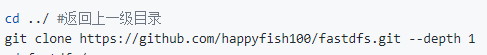 cd ../ #返回上一级目录
git clone https://github.com/happyfish100/fastdfs.git --depth 1